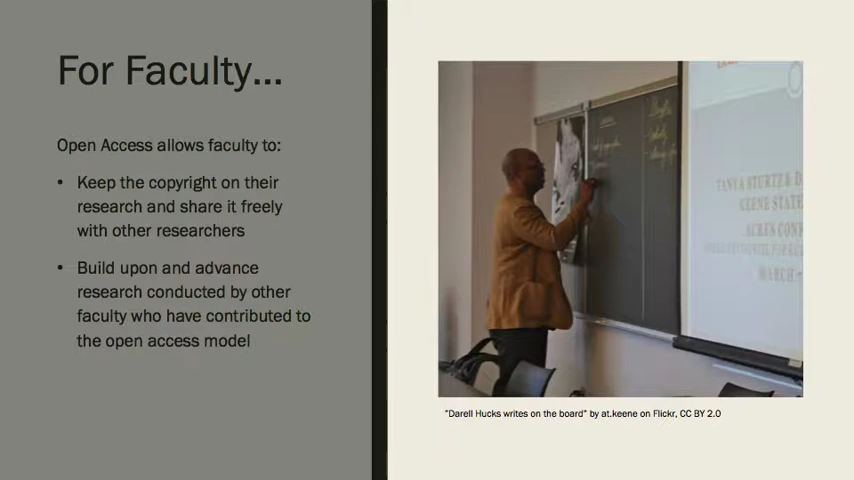 For Faculty...
Open Access allows faculty to:
• Keep the copyright on their
research and share it freely
with other researchers
• Build upon and advance
research conducted by other
faculty who have contributed to
the open access model
TANYA STURTZ & D
KEENE STATE
ACRES CONF
MARCH
"Darell Hucks writes on the board" by at.keene on Flickr, CC BY 2.0